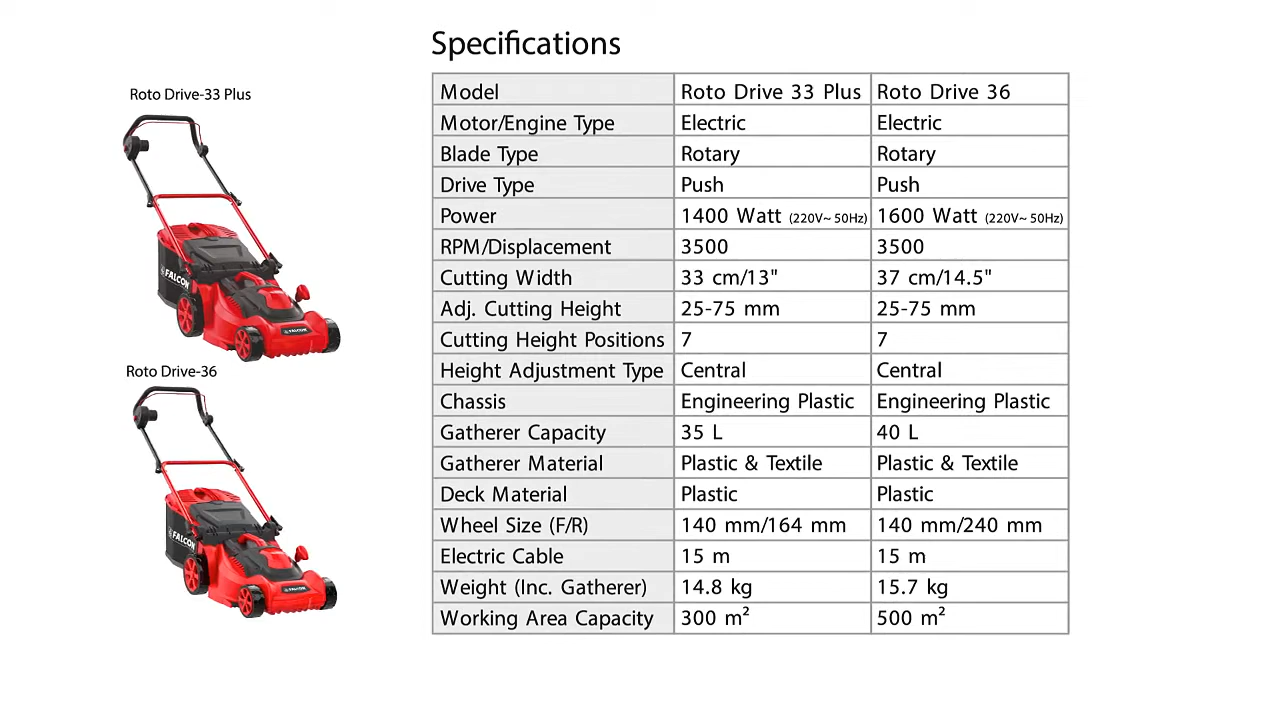 Specifications
Roto Drive-33 Plus
FALCON
FALCON
Roto Drive-36
FALCON
FALCON
Model Roto Drive 33 Plus Roto Drive 36
Motor/Engine Type Electric Electric
Blade Type Rotary Rotary
Drive Type Push Push
Power 1400 Watt (220V~ 50Hz) 1600 Watt (220V~ 50Hz)
RPM/Displacement 3500 3500
Cutting Width 33 cm/13" 37 cm/14.5"
Adj. Cutting Height 25-75 mm 25-75 mm
Cutting Height Positions 7 7
Height Adjustment Type Central Central
Chassis Engineering Plastic Engineering Plastic
Gatherer Capacity 35 L 40 L
Gatherer Material Plastic & Textile Plastic & Textile
Deck Material Plastic Plastic
Wheel Size (F/R) 140 mm/164 mm 140 mm/240 mm
Electric Cable 15 m 15 m
Weight (Inc. Gatherer) 14.8 kg 15.7 kg
Working Area Capacity 300 m² 500 m²